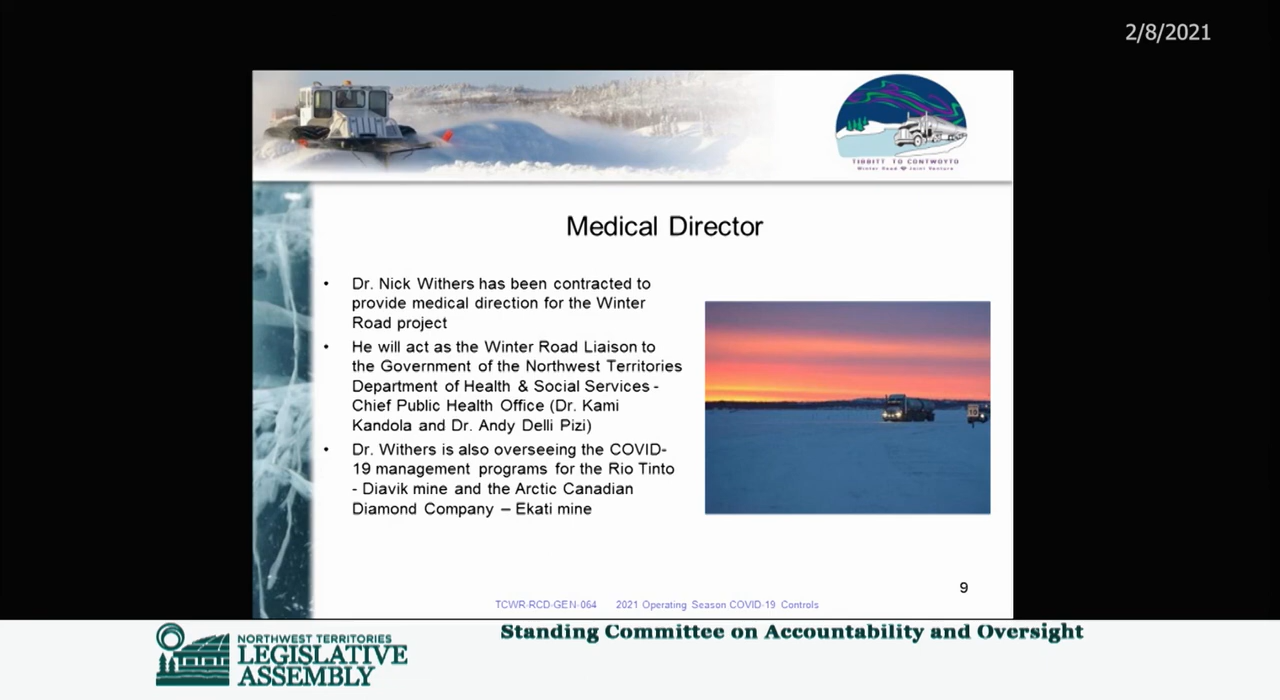 2/8/2021
TIBBITT TO CONTWOYTO
Winter Road Joint Venture
Medical Director
• Dr. Nick Withers has been contracted to
provide medical direction for the Winter
Road project
• He will act as the Winter Road Liaison to
the Government of the Northwest Territories
Department of Health & Social Services -
Chief Public Health Office (Dr. Kami
Kandola and Dr. Andy Delli Pizi)
• Dr. Withers is also overseeing the COVID-
19 management programs for the Rio Tinto
- Diavik mine and the Arctic Canadian
Diamond Company – Ekati mine
10
9
TCWR-RCD-GEN-064 2021 Operating Season COVID-19 Controls
NORTHWEST TERRITORIES
LEGISLATIVE
ASSEMBLY
Standing Committee on Accountability and Oversight